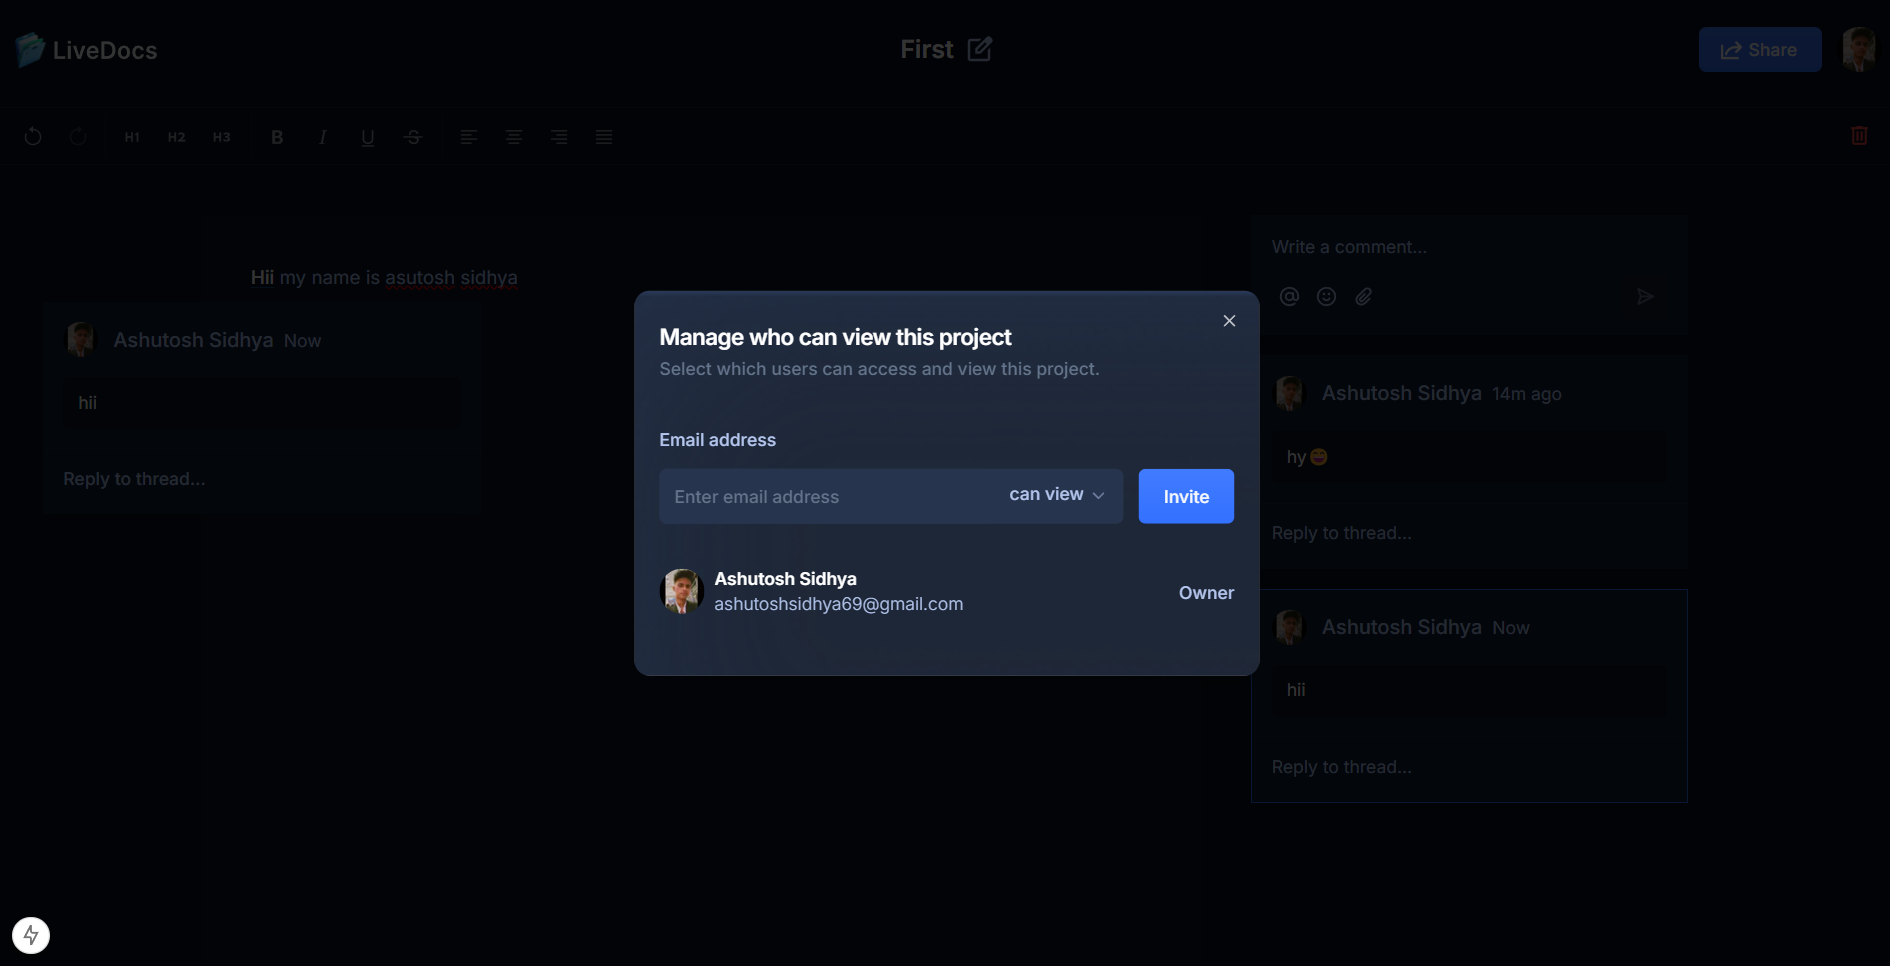 LiveDocs
First
Share
H1 H2 H3 B I U S
Hii my name is asutosh sidhya
Ashutosh Sidhya Now
hii
Reply to thread...
Manage who can view this project
Select which users can access and view this project.
Email address
Enter email address can view Invite
Ashutosh Sidhya
ashutoshsidhya69@gmail.com
Owner
Write a comment...
Ashutosh Sidhya 14m ago
hy😄
Reply to thread...
Ashutosh Sidhya Now
hii
Reply to thread...